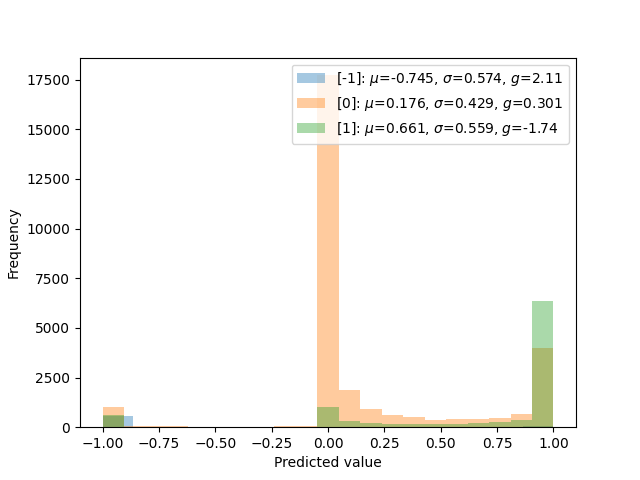 [-1]: μ=-0.745, σ=0.574, g=2.11
[0]: μ=0.176, σ=0.429, g=0.301
[1]: μ=0.661, σ=0.559, g=-1.74
17500
15000
12500
10000
7500
5000
2500
0
Frequency
−1.00 −0.75 −0.50 −0.25 0.00 0.25 0.50 0.75 1.00
Predicted value